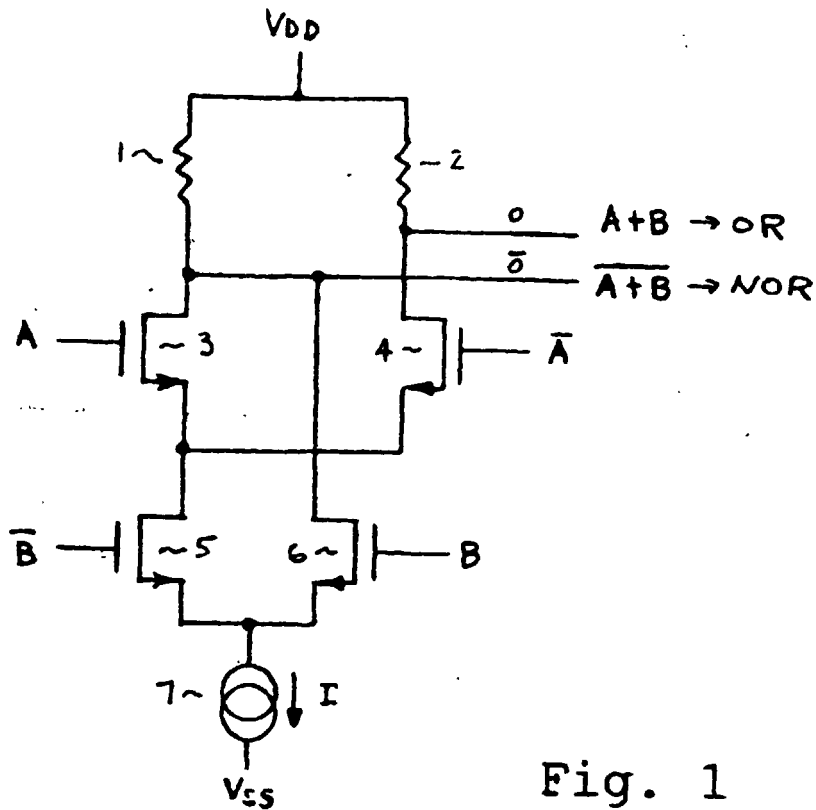 VDD
1~
~2
O A+B → OR
Ō A̅+̅B̅ → NOR
A ~3 4~ A̅
B̅ ~5 6~ B
7~ I
VSS
Fig. 1